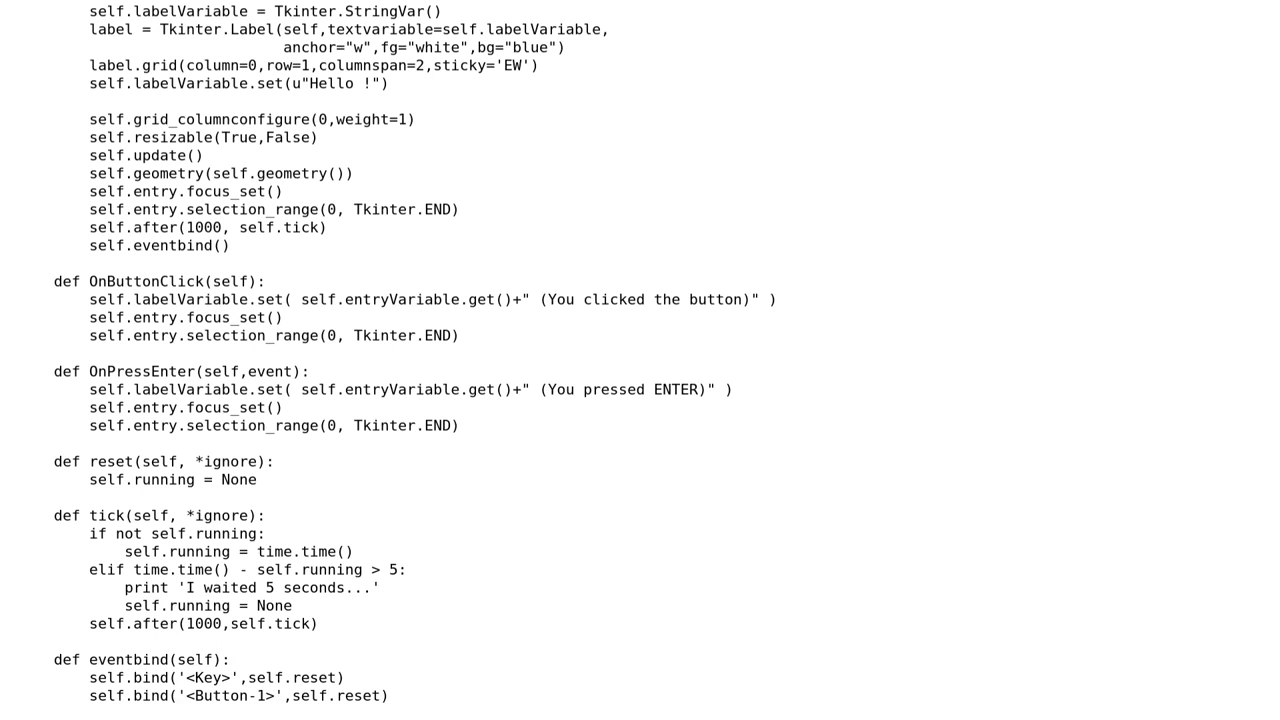 self.labelVariable = Tkinter.StringVar()
        label = Tkinter.Label(self,textvariable=self.labelVariable,
                              anchor="w",fg="white",bg="blue")
        label.grid(column=0,row=1,columnspan=2,sticky='EW')
        self.labelVariable.set(u"Hello !")

        self.grid_columnconfigure(0,weight=1)
        self.resizable(True,False)
        self.update()
        self.geometry(self.geometry())
        self.entry.focus_set()
        self.entry.selection_range(0, Tkinter.END)
        self.after(1000, self.tick)
        self.eventbind()

    def OnButtonClick(self):
        self.labelVariable.set( self.entryVariable.get()+" (You clicked the button)" )
        self.entry.focus_set()
        self.entry.selection_range(0, Tkinter.END)

    def OnPressEnter(self,event):
        self.labelVariable.set( self.entryVariable.get()+" (You pressed ENTER)" )
        self.entry.focus_set()
        self.entry.selection_range(0, Tkinter.END)

    def reset(self, *ignore):
        self.running = None

    def tick(self, *ignore):
        if not self.running:
            self.running = time.time()
        elif time.time() - self.running > 5:
            print 'I waited 5 seconds...'
            self.running = None
        self.after(1000,self.tick)

    def eventbind(self):
        self.bind('<Key>',self.reset)
        self.bind('<Button-1>',self.reset)